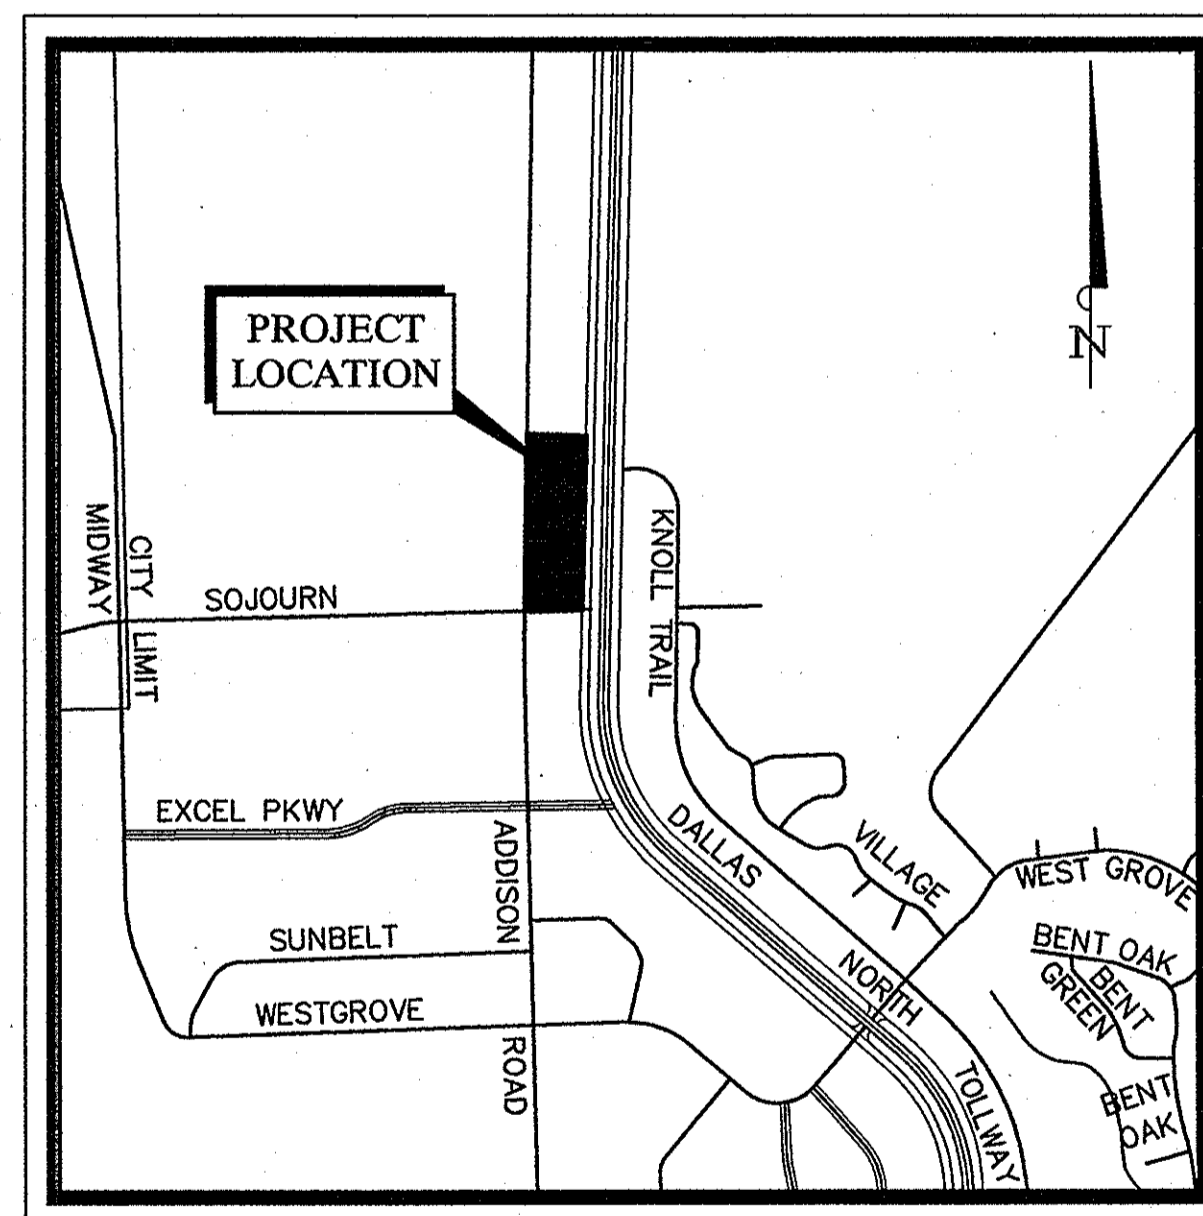 PROJECT
LOCATION
N
MIDWAY
CITY
LIMIT
SOJOURN
KNOLL TRAIL
EXCEL PKWY
ADDISON
ROAD
DALLAS
NORTH
TOLLWAY
VILLAGE
WEST GROVE
BENT OAK
BENT
GREEN
BENT
OAK
SUNBELT
WESTGROVE